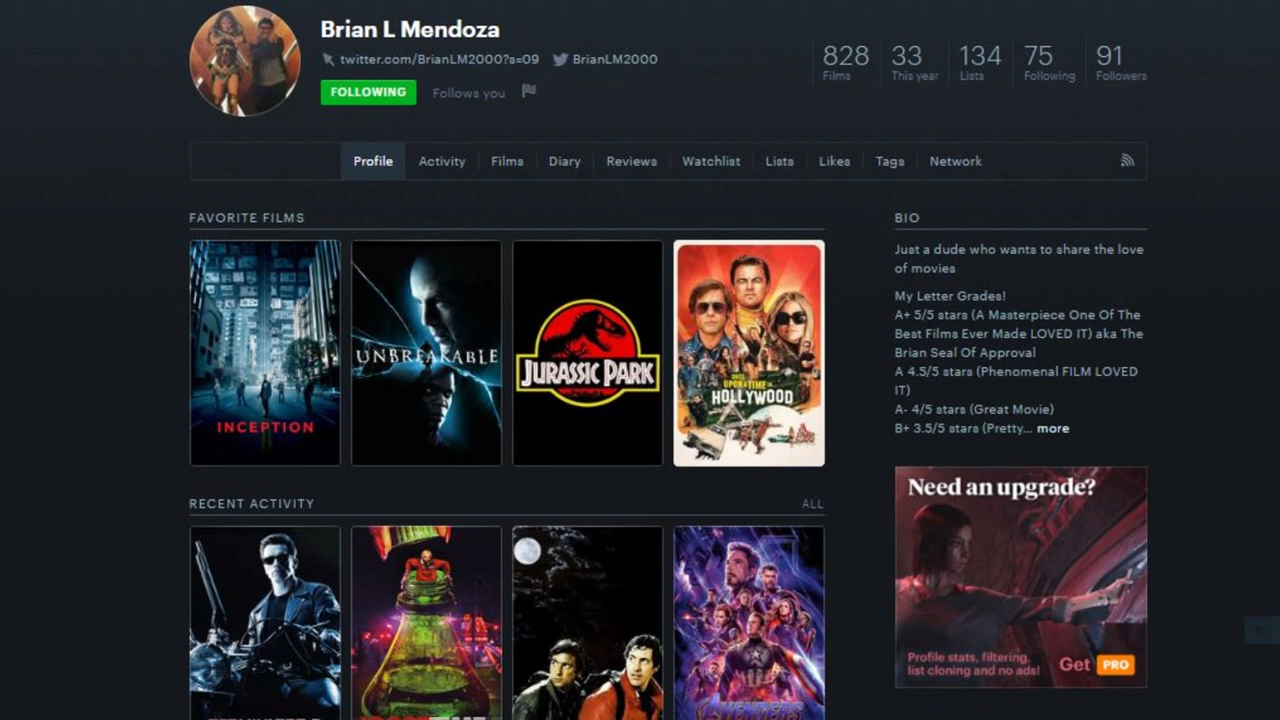 Brian L Mendoza
twitter.com/BrianLM2000?s=09 BrianLM2000
FOLLOWING Follows you
828 33 134 75 91
Films This year Lists Following Followers
Profile Activity Films Diary Reviews Watchlist Lists Likes Tags Network
FAVORITE FILMS
INCEPTION
UNBREAKABLE
JURASSIC PARK
ONCE
UPON A TIME IN
HOLLYWOOD
RECENT ACTIVITY ALL
AVENGERS
BIO
Just a dude who wants to share the love
of movies
My Letter Grades!
A+ 5/5 stars (A Masterpiece One Of The
Best Films Ever Made LOVED IT) aka The
Brian Seal Of Approval
A 4.5/5 stars (Phenomenal FILM LOVED
IT)
A- 4/5 stars (Great Movie)
B+ 3.5/5 stars (Pretty... more
Need an upgrade?
Profile stats, filtering,
list cloning and no ads!
Get PRO